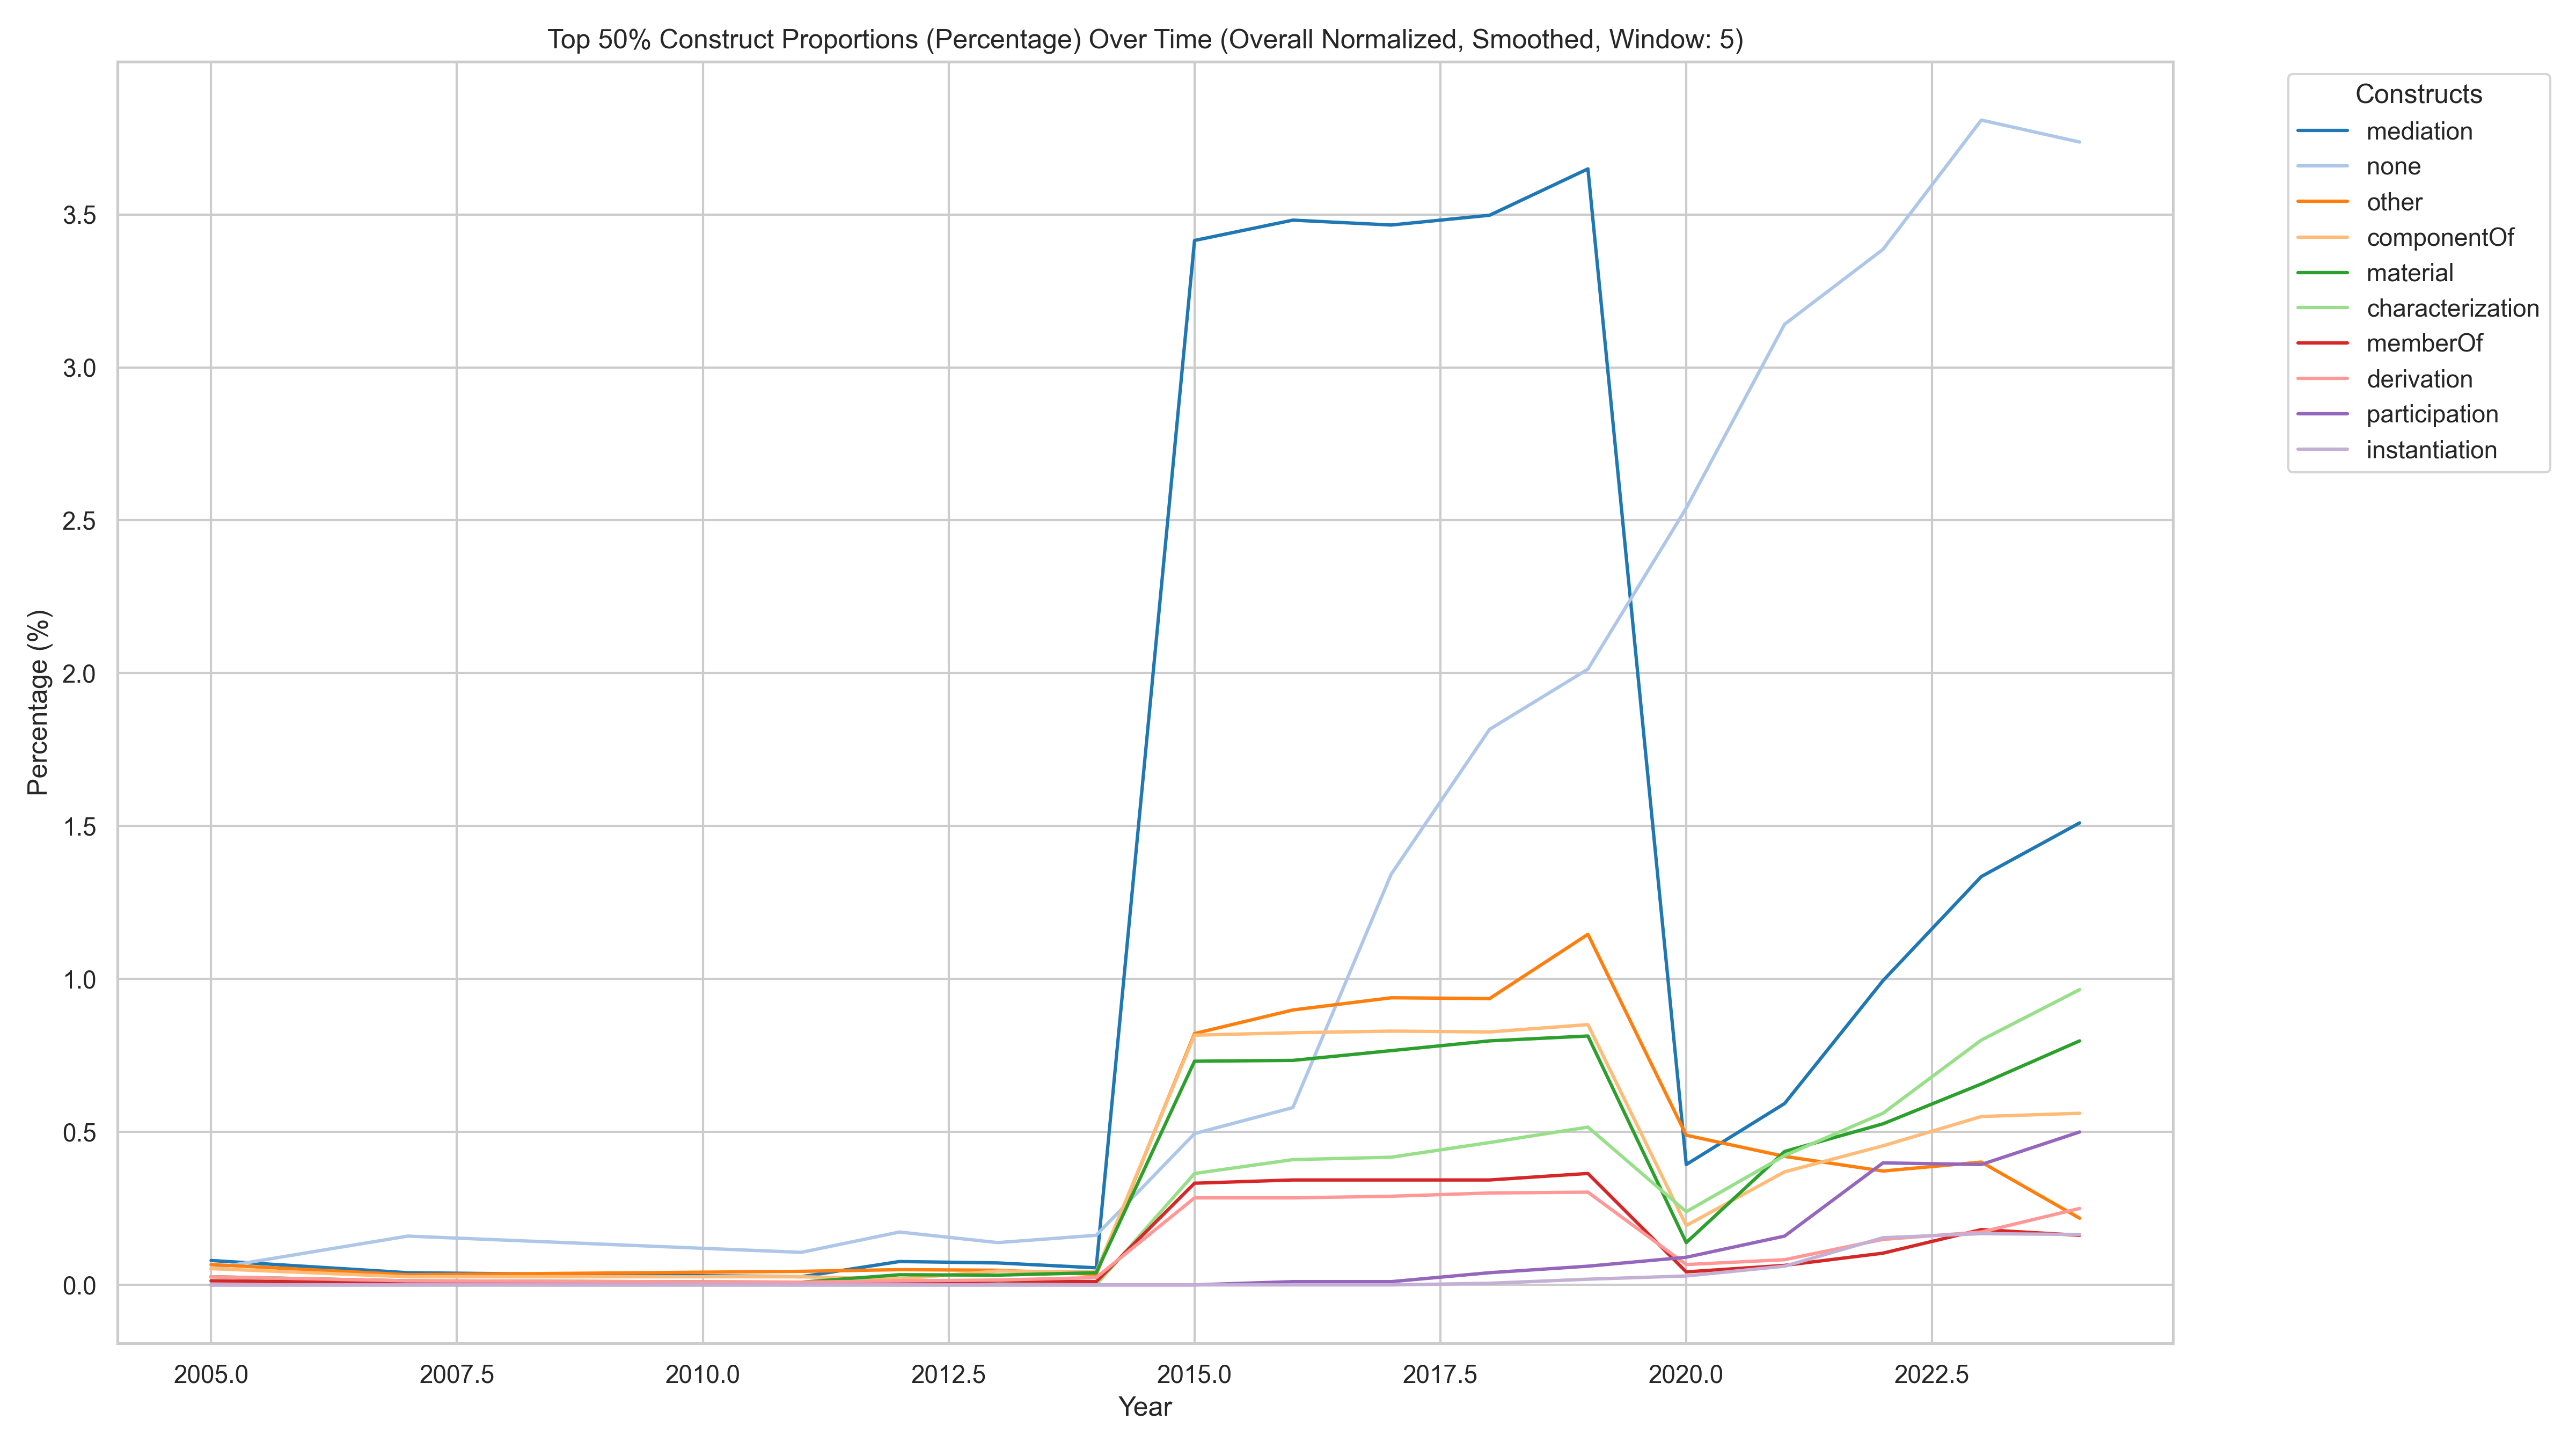 Top 50% Construct Proportions (Percentage) Over Time (Overall Normalized, Smoothed, Window: 5)
Constructs
mediation
none
other
componentOf
material
characterization
memberOf
derivation
participation
instantiation
Percentage (%)
3.5
3.0
2.5
2.0
1.5
1.0
0.5
0.0
2005.0 2007.5 2010.0 2012.5 2015.0 2017.5 2020.0 2022.5
Year